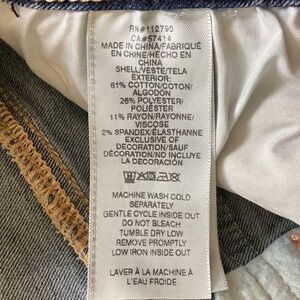 RN#112790
CA#57414
MADE IN CHINA/FABRIQUÉ
EN CHINE/HECHO EN
CHINA
SHELL/VESTE/TELA
EXTERIOR:
61% COTTON/COTON/
ALGODON
26% POLYESTER/
POLIÉSTER
11% RAYON/RAYONNE/
VISCOSE
2% SPANDEX/ÉLASTHANNE
EXCLUSIVE OF
DECORATION/SAUF
DÉCORATION/NO INCLUYE
LA DECORACIÓN
MACHINE WASH COLD
SEPARATELY
GENTLE CYCLE INSIDE OUT
DO NOT BLEACH
TUMBLE DRY LOW
REMOVE PROMPTLY
LOW IRON INSIDE OUT
LAVER À LA MACHINE À
L'EAU FROIDE